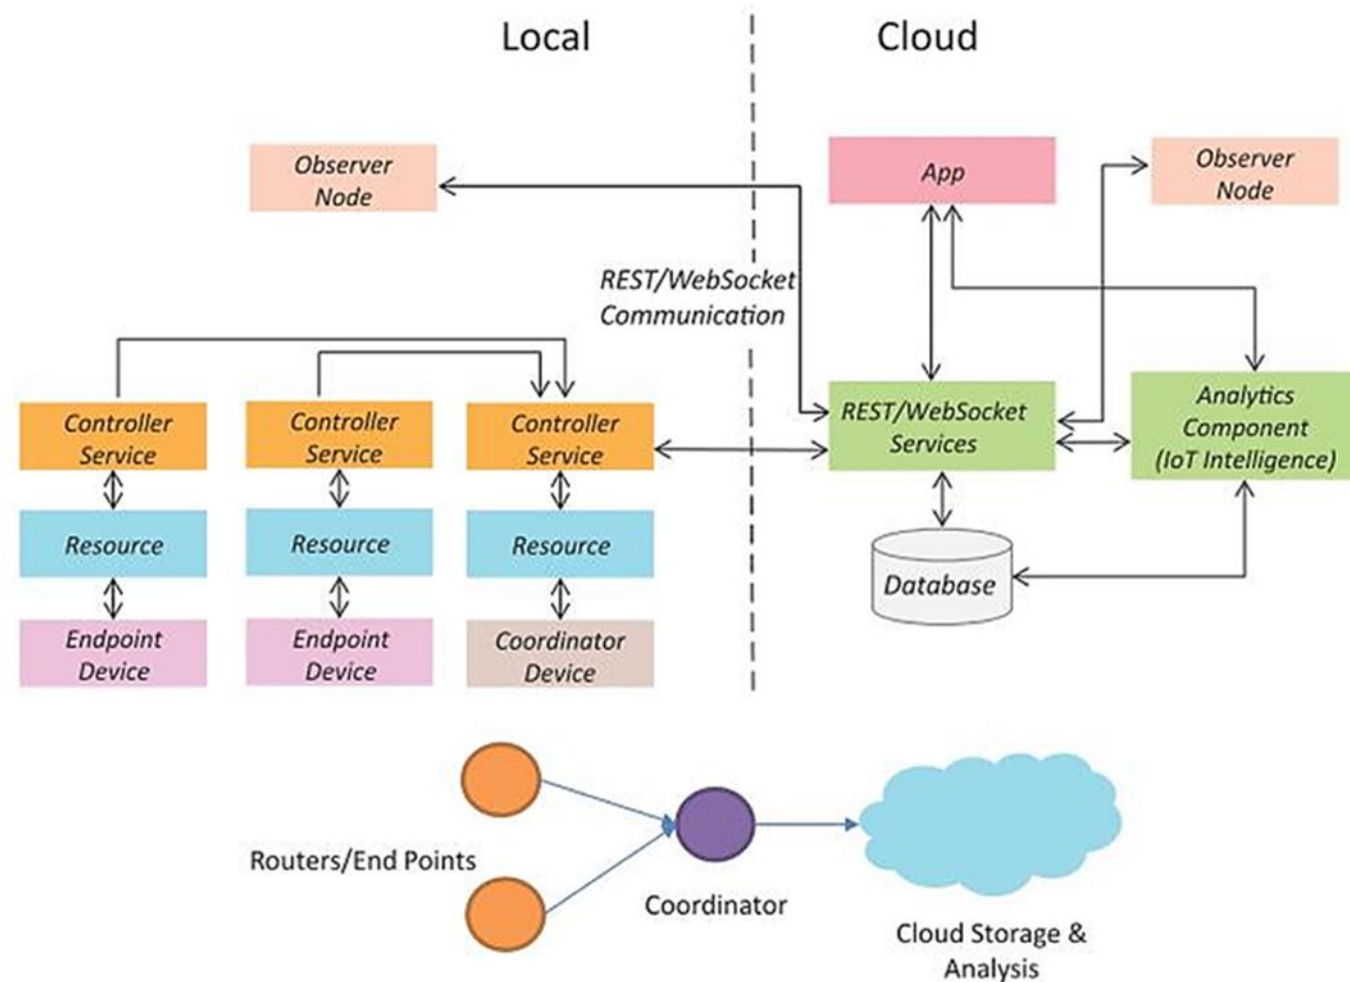 Local
Cloud
Observer
Node
App
Observer
Node
REST/WebSocket
Communication
Controller
Service
Controller
Service
Controller
Service
REST/WebSocket
Services
Analytics
Component
(IoT Intelligence)
Resource
Resource
Resource
Database
Endpoint
Device
Endpoint
Device
Coordinator
Device
Routers/End Points
Coordinator
Cloud Storage &
Analysis